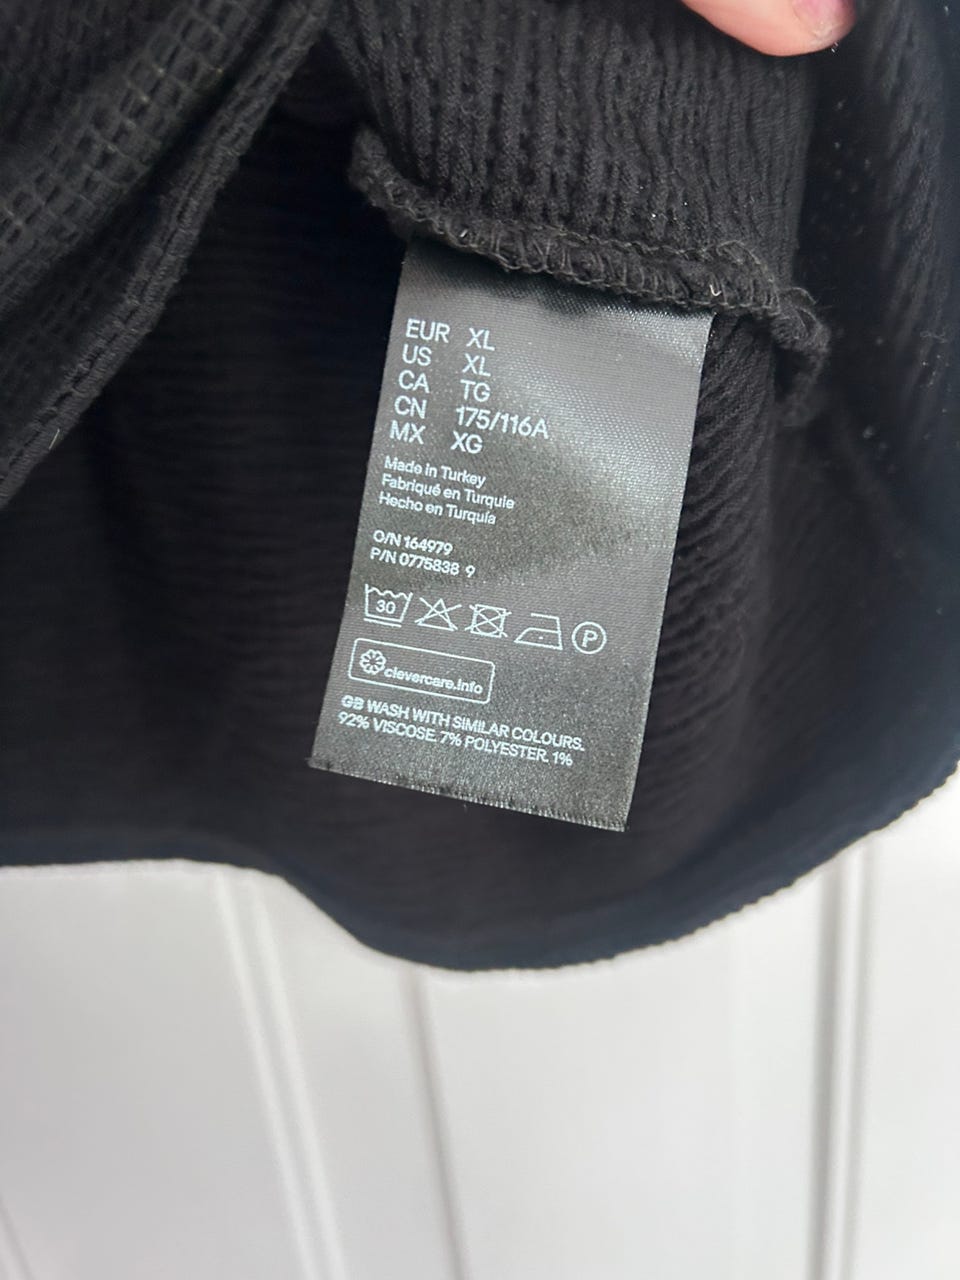 EUR XL
US XL
CA TG
CN 175/116A
MX XG
Made in Turkey
Fabriqué en Turquie
Hecho en Turquía
O/N 164979
P/N 0775838 9
30 P
clevercare.info
GB WASH WITH SIMILAR COLOURS.
92% VISCOSE. 7% POLYESTER. 1%